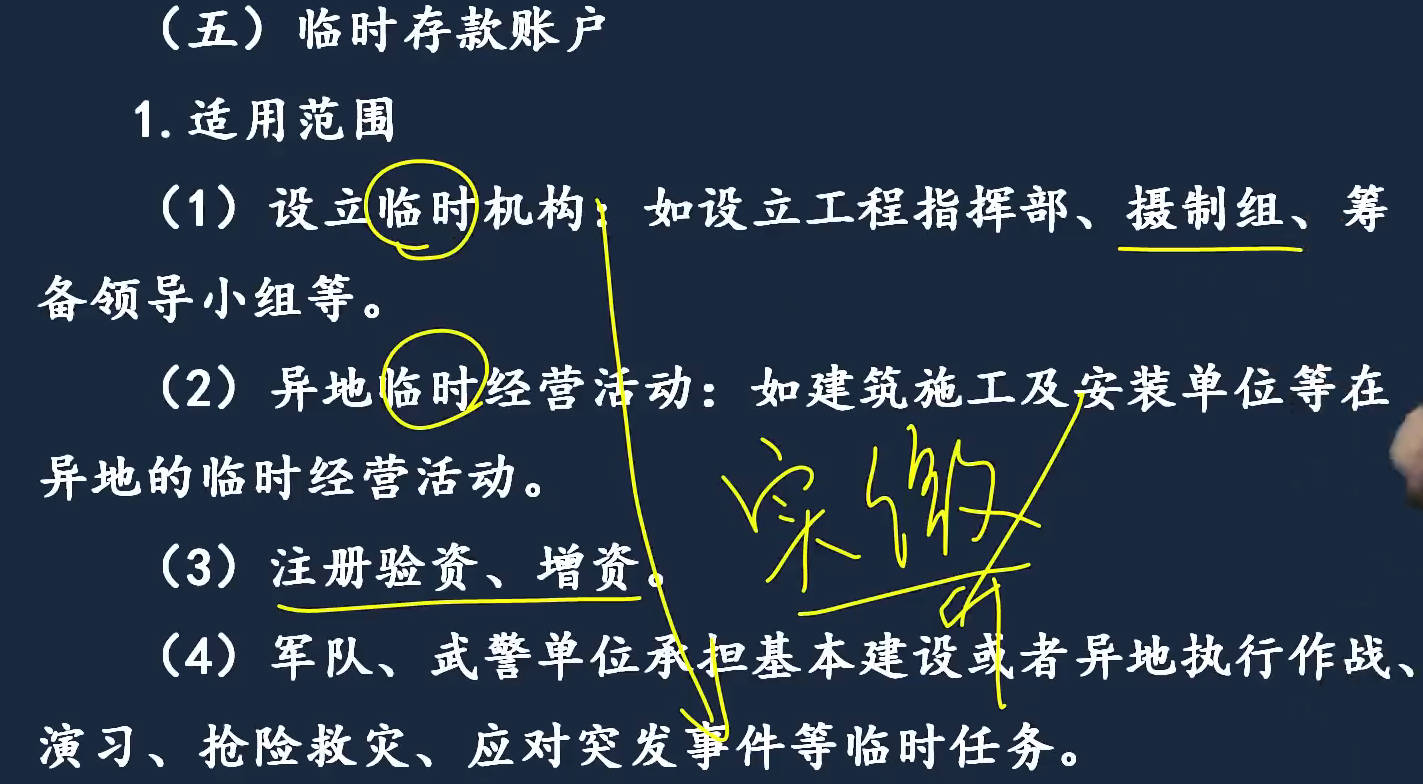 （五）临时存款账户
1.适用范围
（1）设立临时机构：如设立工程指挥部、摄制组、筹
备领导小组等。
（2）异地临时经营活动：如建筑施工及安装单位等在
异地的临时经营活动。
实缴
（3）注册验资、增资。
（4）军队、武警单位承担基本建设或者异地执行作战、
演习、抢险救灾、应对突发事件等临时任务。